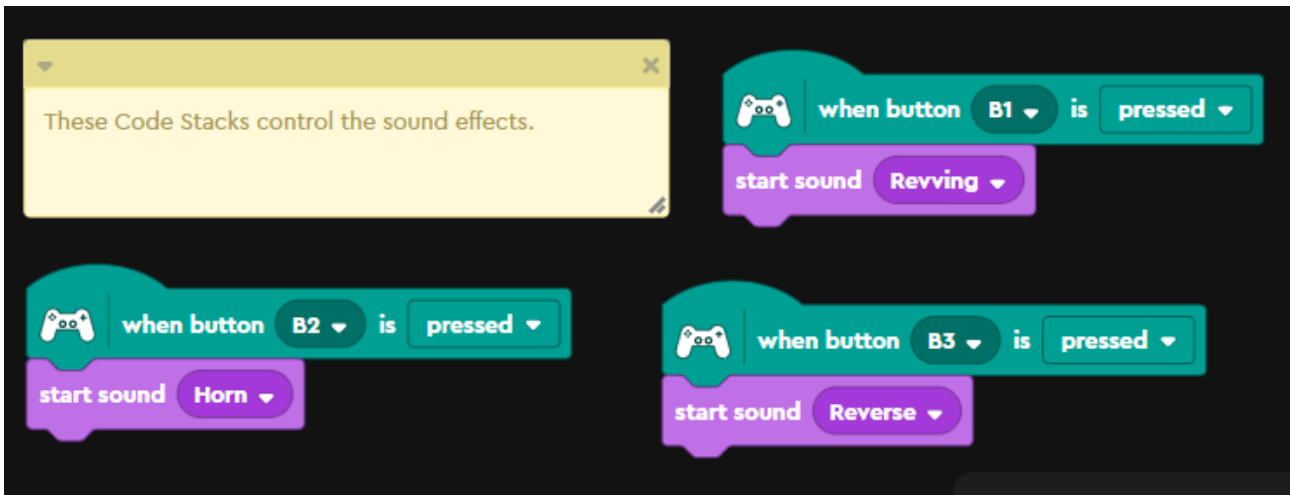 These Code Stacks control the sound effects.
when button B1 is pressed
start sound Revving
when button B2 is pressed
start sound Horn
when button B3 is pressed
start sound Reverse